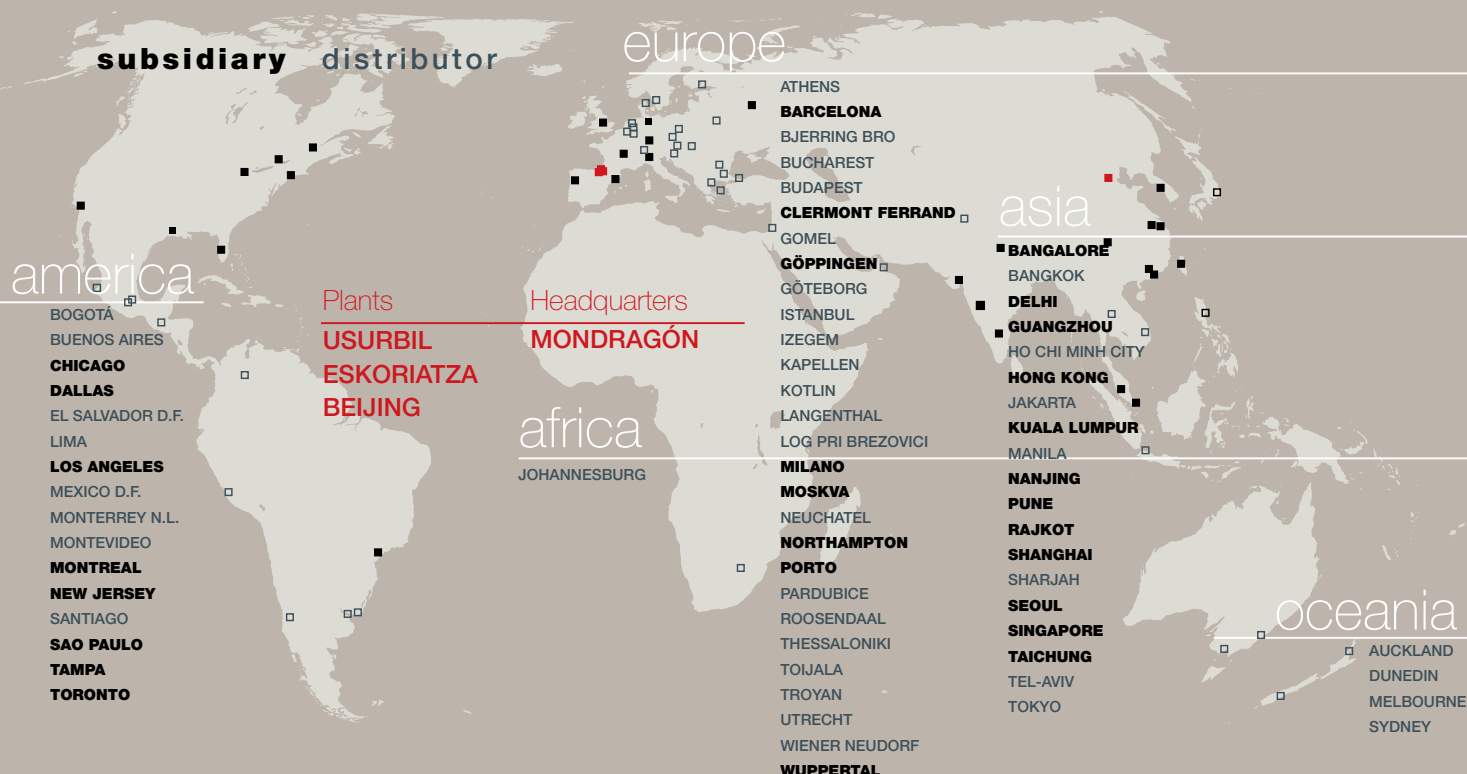 subsidiary distributor
america
BOGOTÁ
BUENOS AIRES
CHICAGO
DALLAS
EL SALVADOR D.F.
LIMA
LOS ANGELES
MEXICO D.F.
MONTERREY N.L.
MONTEVIDEO
MONTREAL
NEW JERSEY
SANTIAGO
SAO PAULO
TAMPA
TORONTO
Plants
USURBIL
ESKORIATZA
BEIJING
Headquarters
MONDRAGÓN
africa
JOHANNESBURG
europe
ATHENS
BARCELONA
BJERRING BRO
BUCHAREST
BUDAPEST
CLERMONT FERRAND
GOMEL
GÖPPINGEN
GÖTEBORG
ISTANBUL
IZEGEM
KAPELLEN
KOTLIN
LANGENTHAL
LOG PRI BREZOVICI
MILANO
MOSKVA
NEUCHATEL
NORTHAMPTON
PORTO
PARDUBICE
ROOSENDAAL
THESSALONIKI
TOIJALA
TROYAN
UTRECHT
WIENER NEUDORF
WUPPERTAL
asia
BANGALORE
BANGKOK
DELHI
GUANGZHOU
HO CHI MINH CITY
HONG KONG
JAKARTA
KUALA LUMPUR
MANILA
NANJING
PUNE
RAJKOT
SHANGHAI
SHARJAH
SEOUL
SINGAPORE
TAICHUNG
TEL-AVIV
TOKYO
oceania
AUCKLAND
DUNEDIN
MELBOURNE
SYDNEY